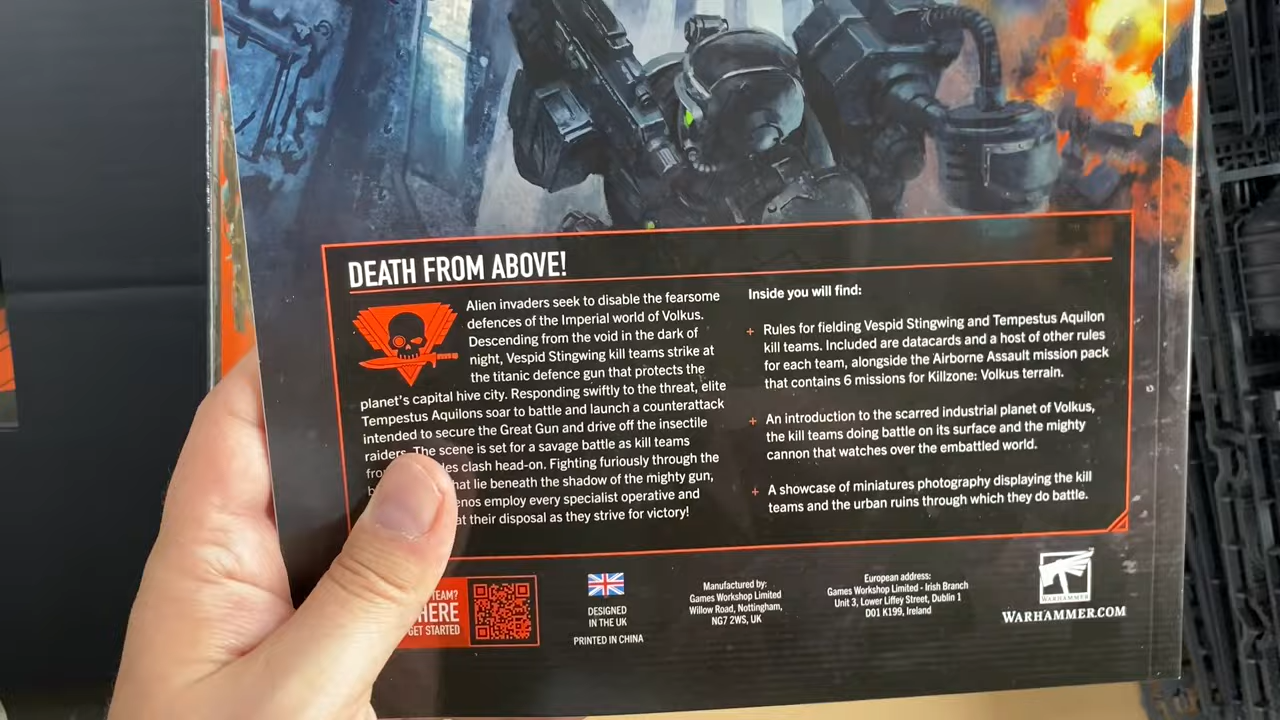 DEATH FROM ABOVE!
Alien invaders seek to disable the fearsome
defences of the Imperial world of Volkus.
Descending from the void in the dark of
night, Vespid Stingwing kill teams strike at
the titanic defence gun that protects the
planet's capital hive city. Responding swiftly to the threat, elite
Tempestus Aquilons soar to battle and launch a counterattack
intended to secure the Great Gun and drive off the insectile
raiders. The scene is set for a savage battle as kill teams
clash head-on. Fighting furiously through the
that lie beneath the shadow of the mighty gun,
employ every specialist operative and
at their disposal as they strive for victory!
Inside you will find:
+ Rules for fielding Vespid Stingwing and Tempestus Aquilon
kill teams. Included are datacards and a host of other rules
for each team, alongside the Airborne Assault mission pack
that contains 6 missions for Killzone: Volkus terrain.
+ An introduction to the scarred industrial planet of Volkus,
the kill teams doing battle on its surface and the mighty
cannon that watches over the embattled world.
+ A showcase of miniatures photography displaying the kill
teams and the urban ruins through which they do battle.
TEAM?
HERE
GET STARTED
DESIGNED
IN THE UK
PRINTED IN CHINA
Manufactured by:
Games Workshop Limited
Willow Road, Nottingham,
NG7 2WS, UK
European address:
Games Workshop Limited - Irish Branch
Unit 3, Lower Liffey Street, Dublin 1
D01 K199, Ireland
WARHAMMER
WARHAMMER.COM